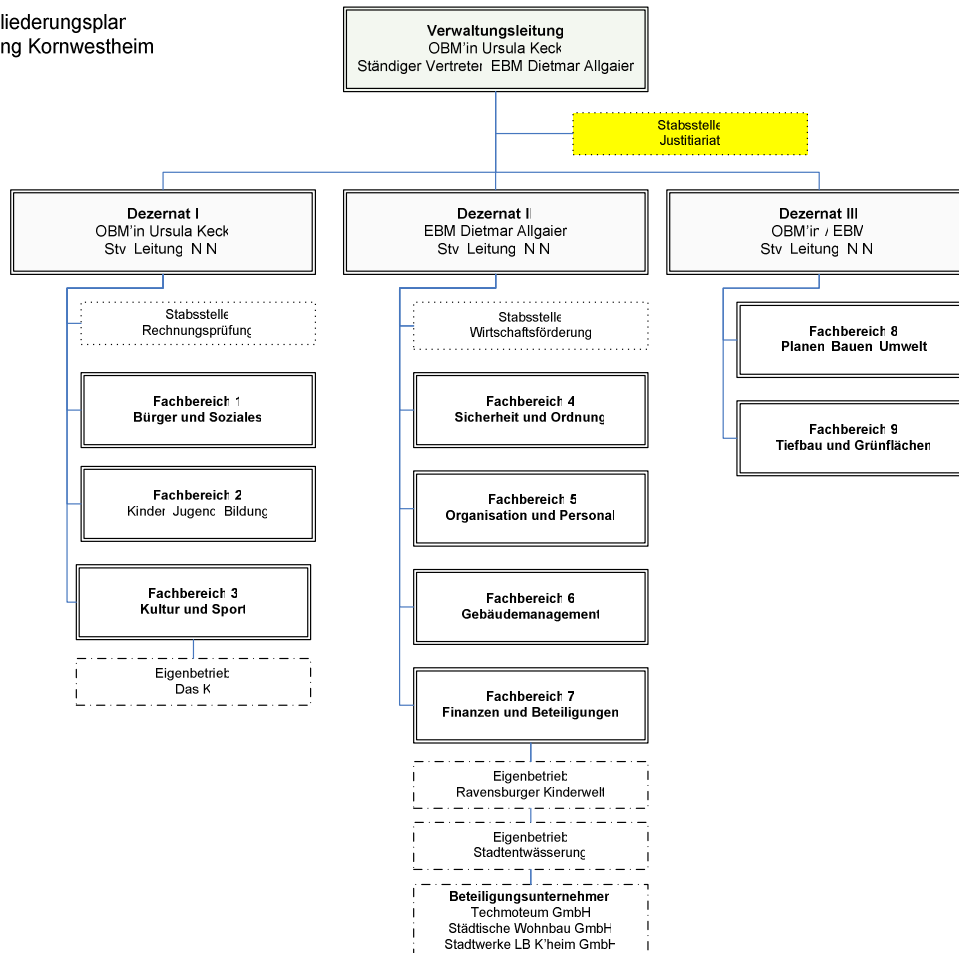 liederungsplan
ng Kornwestheim
Verwaltungsleitung
OBM'in Ursula Keck
Ständiger Vertreter EBM Dietmar Allgaier
Stabsstelle
Justitiariat
Dezernat I
OBM'in Ursula Keck
Stv Leitung N N
Dezernat II
EBM Dietmar Allgaier
Stv Leitung N N
Dezernat III
OBM'in / EBM
Stv Leitung N N
Stabsstelle
Rechnungsprüfung
Fachbereich 1
Bürger und Soziales
Fachbereich 2
Kinder Jugend Bildung
Fachbereich 3
Kultur und Sport
Eigenbetrieb
Das K
Stabsstelle
Wirtschaftsförderung
Fachbereich 4
Sicherheit und Ordnung
Fachbereich 5
Organisation und Personal
Fachbereich 6
Gebäudemanagement
Fachbereich 7
Finanzen und Beteiligungen
Eigenbetrieb
Ravensburger Kinderwelt
Eigenbetrieb
Stadtentwässerung
Beteiligungsunternehmen
Techmoteum GmbH
Städtische Wohnbau GmbH
Stadtwerke LB K'heim GmbH
Fachbereich 8
Planen Bauen Umwelt
Fachbereich 9
Tiefbau und Grünflächen